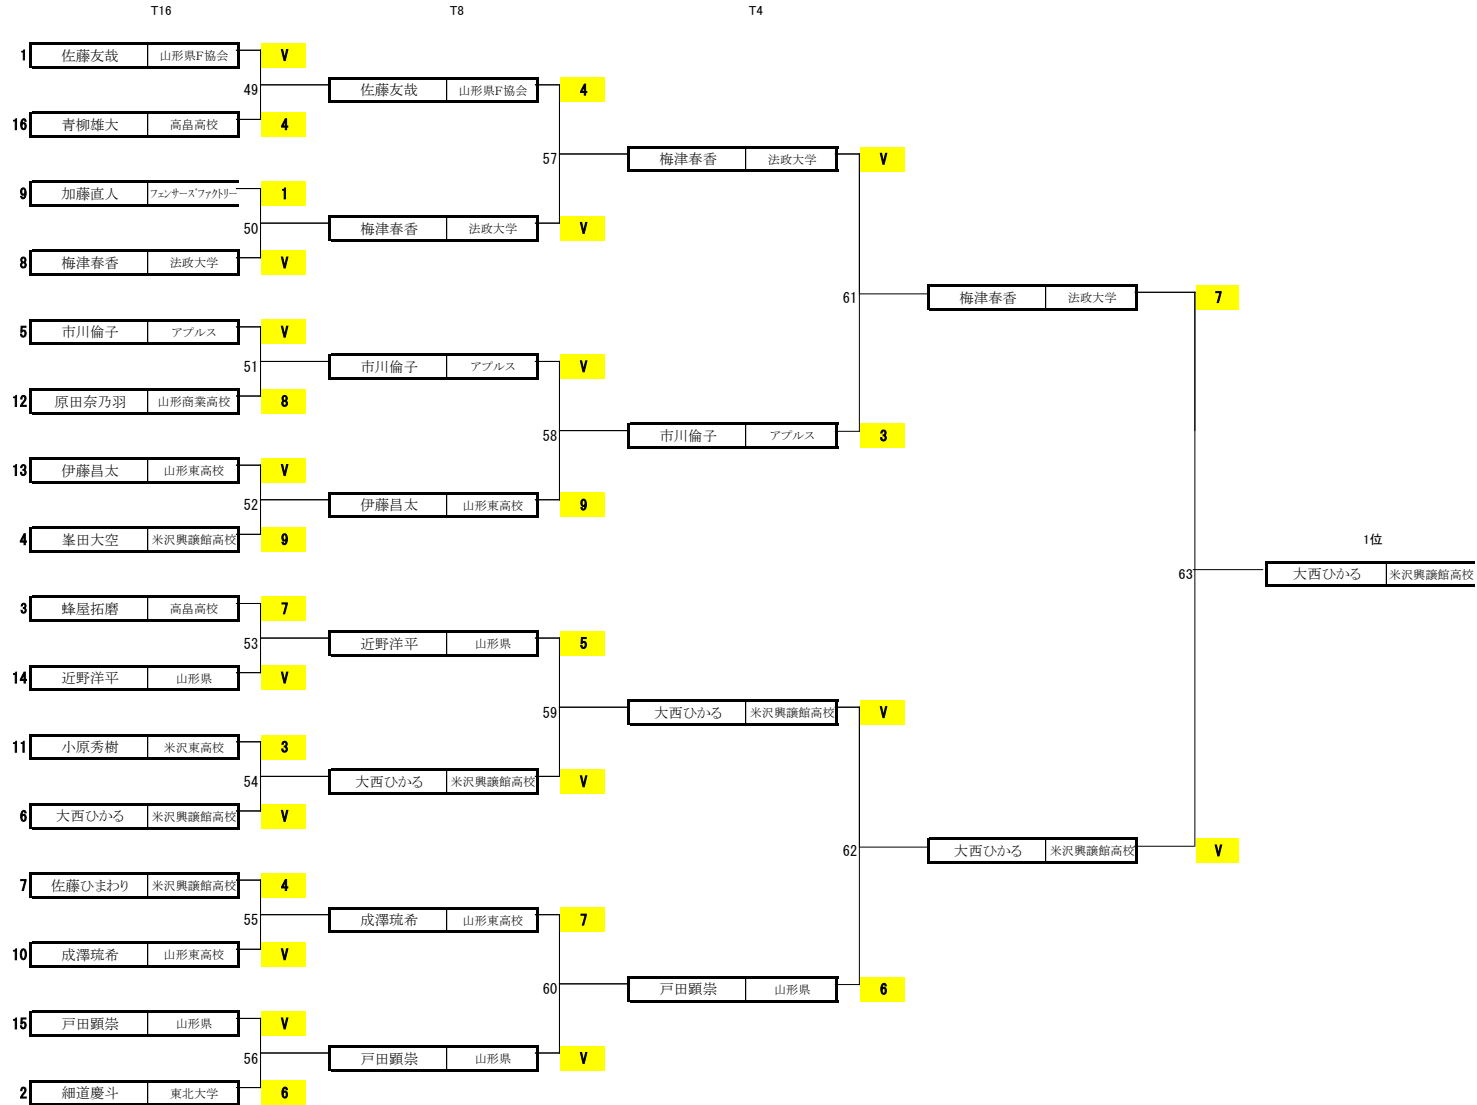 T16 T8 T4
1 佐藤友哉 山形県F協会 V
49 佐藤友哉 山形県F協会 4
16 青柳雄大 高畠高校 4
57 梅津春香 法政大学 V
9 加藤直人 フェンサーズファクトリー 1
50 梅津春香 法政大学 V
8 梅津春香 法政大学 V
61 梅津春香 法政大学 7
5 市川倫子 アプルス V
51 市川倫子 アプルス V
12 原田奈乃羽 山形商業高校 8
58 市川倫子 アプルス 3
13 伊藤昌太 山形東高校 V
52 伊藤昌太 山形東高校 9
4 峯田大空 米沢興譲館高校 9
1位
63 大西ひかる 米沢興譲館高校
3 蜂屋拓磨 高畠高校 7
53 近野洋平 山形県 5
14 近野洋平 山形県 V
59 大西ひかる 米沢興譲館高校 V
11 小原秀樹 米沢東高校 3
54 大西ひかる 米沢興譲館高校 V
6 大西ひかる 米沢興譲館高校 V
62 大西ひかる 米沢興譲館高校 V
7 佐藤ひまわり 米沢興譲館高校 4
55 成澤琉希 山形東高校 7
10 成澤琉希 山形東高校 V
60 戸田顕崇 山形県 6
15 戸田顕崇 山形県 V
56 戸田顕崇 山形県 V
2 細道慶斗 東北大学 6